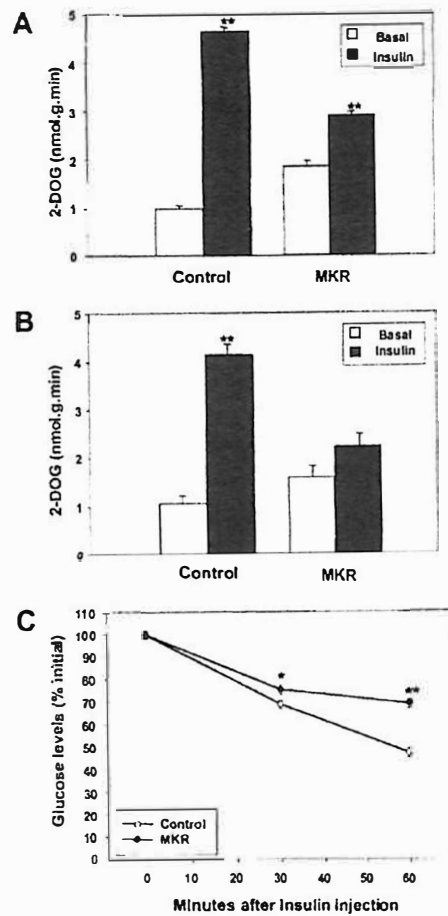 A
2-DOG (nmol.g.min)
5
4
3
2
1
0
**
**
Basal
Insulin
Control MKR
B
2-DOG (nmol.g.min)
5
4
3
2
1
0
**
Basal
Insulin
Control MKR
C
Glucose levels (% initial)
110
100
90
80
70
60
50
40
30
20
10
0
*
**
Control
MKR
0 10 20 30 40 50 60
Minutes after Insulin Injection